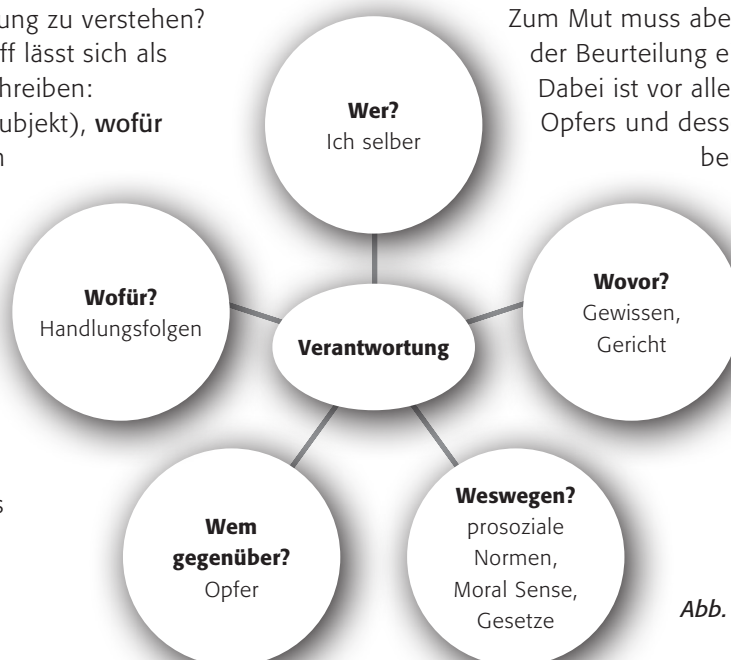 ung zu verstehen?
ff lässt sich als
hreiben:
ubjekt), wofür
Zum Mut muss abe
der Beurteilung e
Dabei ist vor alle
Opfers und dess
be
Wer?
Ich selber
Wofür?
Handlungsfolgen
Verantwortung
Wovor?
Gewissen,
Gericht
s
Wem
gegenüber?
Opfer
Weswegen?
prosoziale
Normen,
Moral Sense,
Gesetze
Abb.